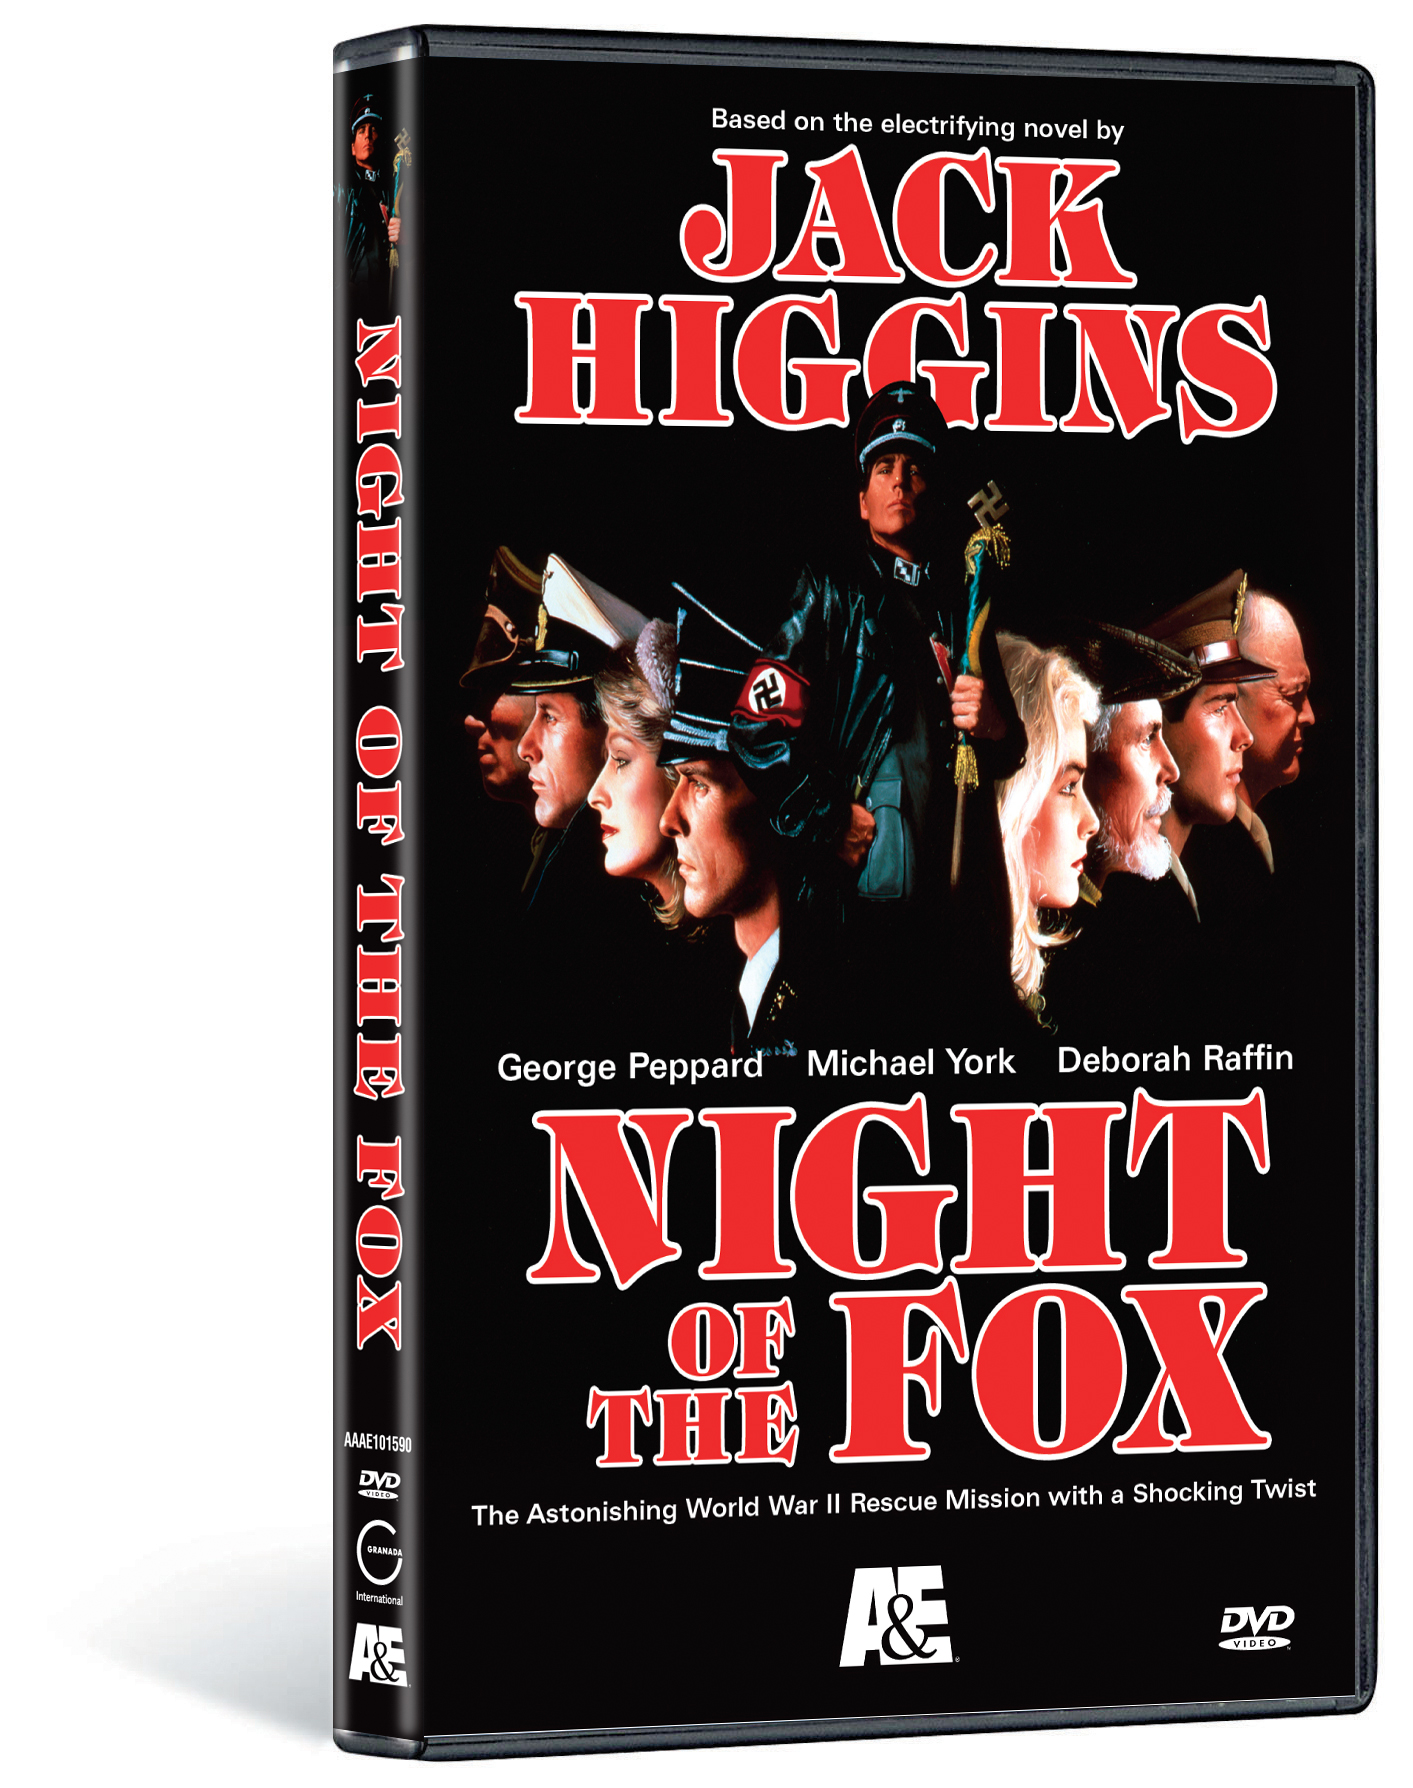 Based on the electrifying novel by
JACK
HIGGINS
George Peppard Michael York Deborah Raffin
NIGHT
OF
THE FOX
The Astonishing World War II Rescue Mission with a Shocking Twist
A&E
DVD
VIDEO
NIGHT OF THE FOX
AAAE101590
DVD
VIDEO
GRANADA
International
A&E